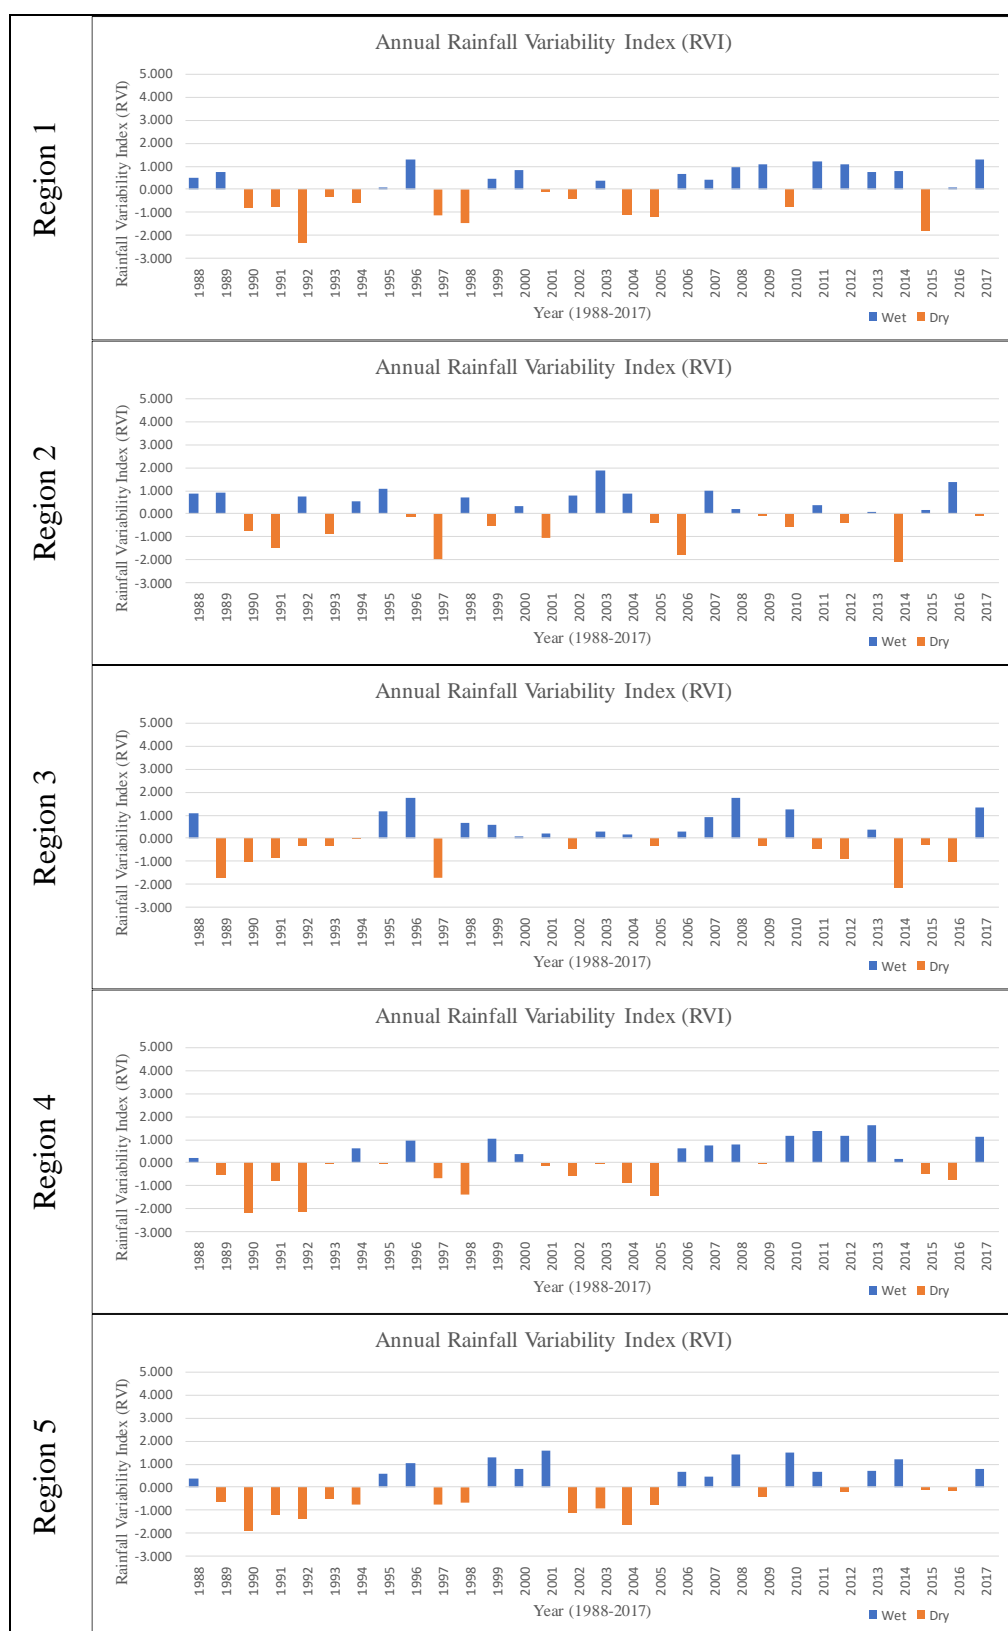 Region 1
Annual Rainfall Variability Index (RVI)
Rainfall Variability Index (RVI)
5.000
4.000
3.000
2.000
1.000
0.000
-1.000
-2.000
-3.000
1988 1989 1990 1991 1992 1993 1994 1995 1996 1997 1998 1999 2000 2001 2002 2003 2004 2005 2006 2007 2008 2009 2010 2011 2012 2013 2014 2015 2016 2017
Year (1988-2017)
Wet Dry
Region 2
Annual Rainfall Variability Index (RVI)
Rainfall Variability Index (RVI)
5.000
4.000
3.000
2.000
1.000
0.000
-1.000
-2.000
-3.000
1988 1989 1990 1991 1992 1993 1994 1995 1996 1997 1998 1999 2000 2001 2002 2003 2004 2005 2006 2007 2008 2009 2010 2011 2012 2013 2014 2015 2016 2017
Year (1988-2017)
Wet Dry
Region 3
Annual Rainfall Variability Index (RVI)
Rainfall Variability Index (RVI)
5.000
4.000
3.000
2.000
1.000
0.000
-1.000
-2.000
-3.000
1988 1989 1990 1991 1992 1993 1994 1995 1996 1997 1998 1999 2000 2001 2002 2003 2004 2005 2006 2007 2008 2009 2010 2011 2012 2013 2014 2015 2016 2017
Year (1988-2017)
Wet Dry
Region 4
Annual Rainfall Variability Index (RVI)
Rainfall Variability Index (RVI)
5.000
4.000
3.000
2.000
1.000
0.000
-1.000
-2.000
-3.000
1988 1989 1990 1991 1992 1993 1994 1995 1996 1997 1998 1999 2000 2001 2002 2003 2004 2005 2006 2007 2008 2009 2010 2011 2012 2013 2014 2015 2016 2017
Year (1988-2017)
Wet Dry
Region 5
Annual Rainfall Variability Index (RVI)
Rainfall Variability Index (RVI)
5.000
4.000
3.000
2.000
1.000
0.000
-1.000
-2.000
-3.000
1988 1989 1990 1991 1992 1993 1994 1995 1996 1997 1998 1999 2000 2001 2002 2003 2004 2005 2006 2007 2008 2009 2010 2011 2012 2013 2014 2015 2016 2017
Year (1988-2017)
Wet Dry